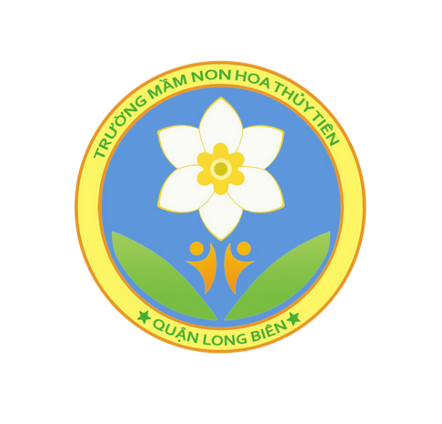 TRƯỜNG MẦM NON HOA THỦY TIÊN
QUẬN LONG BIÊN